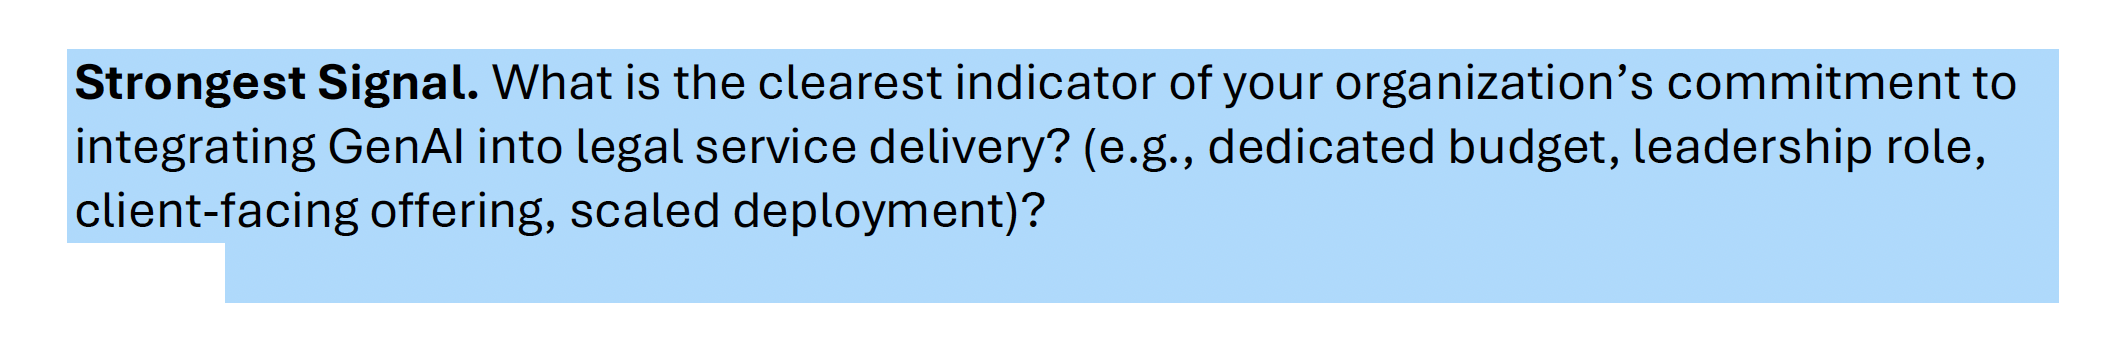 Strongest Signal. What is the clearest indicator of your organization’s commitment to
integrating GenAI into legal service delivery? (e.g., dedicated budget, leadership role,
client-facing offering, scaled deployment)?